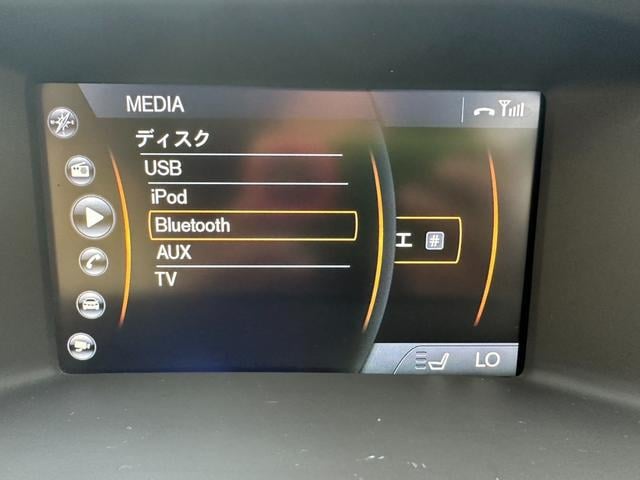 MEDIA
ディスク
USB
iPod
Bluetooth
AUX
TV
#
LO